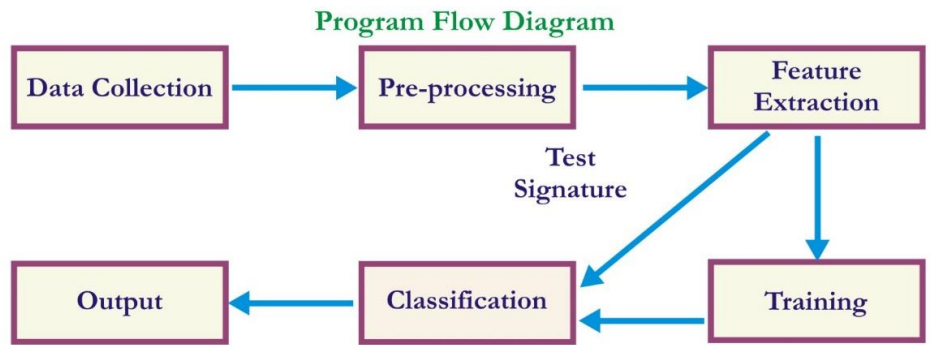 Program Flow Diagram
Data Collection
Pre-processing
Feature
Extraction
Test
Signature
Output
Classification
Training